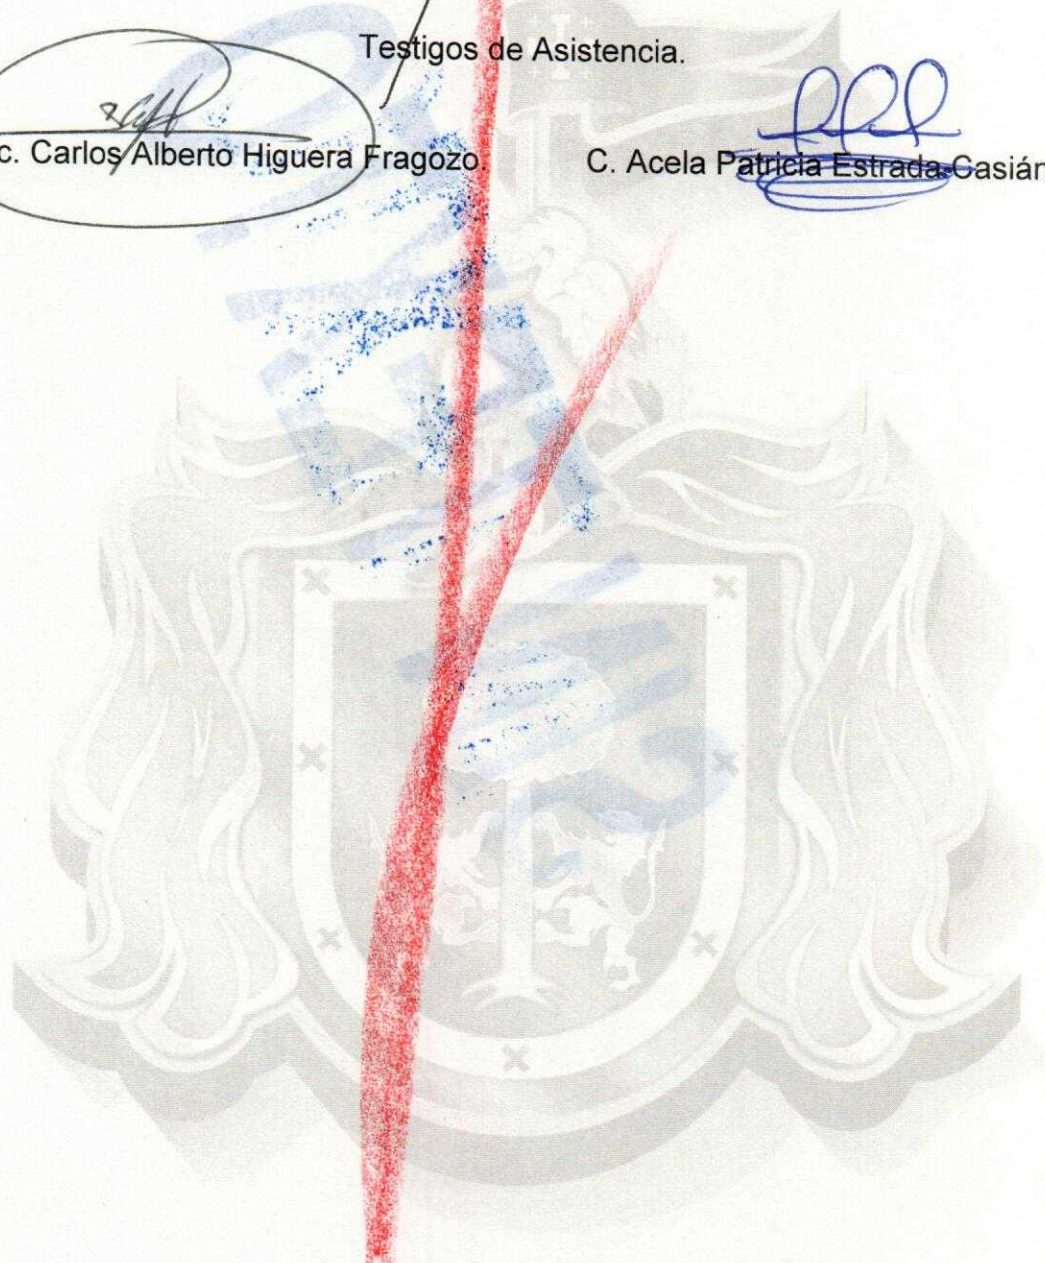 Testigos de Asistencia.
c. Carlos Alberto Higuera Fragozo.
C. Acela Patricia Estrada Casián